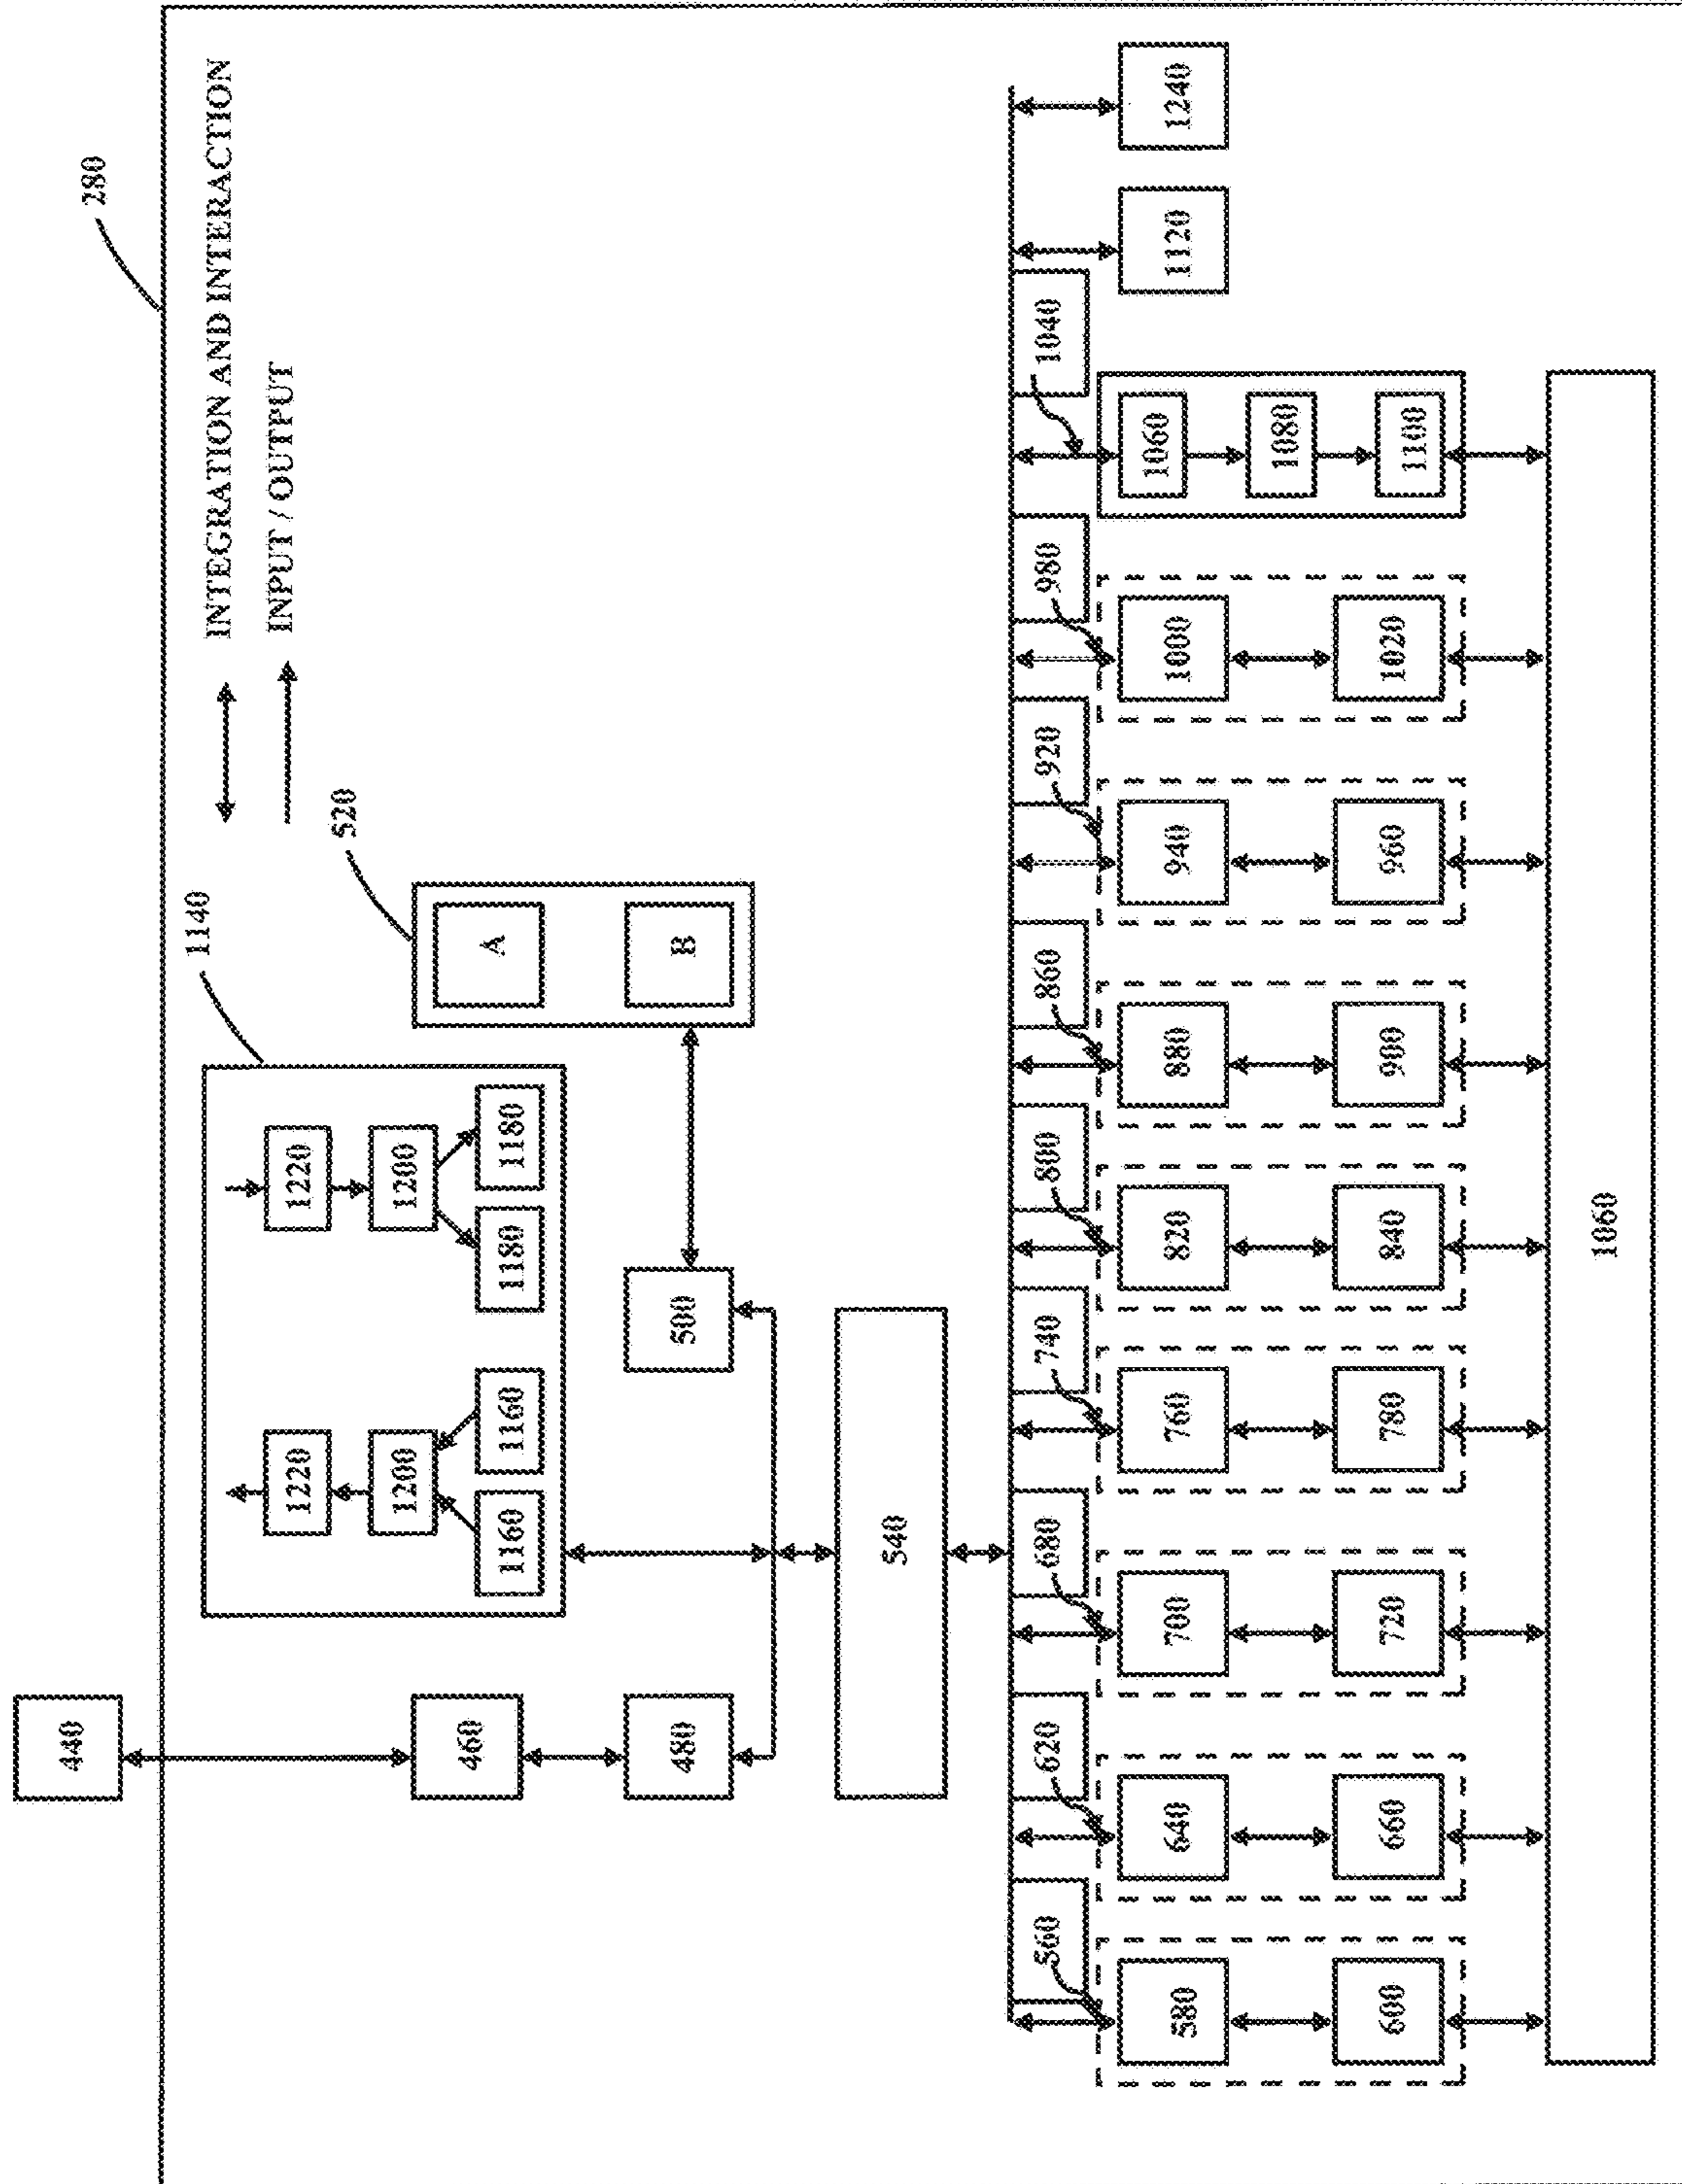 440
280
1140
INTEGRATION AND INTERACTION
INPUT / OUTPUT
1220 1220
520
1200 1200
460
A
1160 1160 1180 1180
480 500 B
540
560 620 680 740 800 860 920 980 1040
580 640 700 760 820 880 940 1000 1060 1120 1240
1080
600 660 720 780 840 900 960 1020 1100
1060